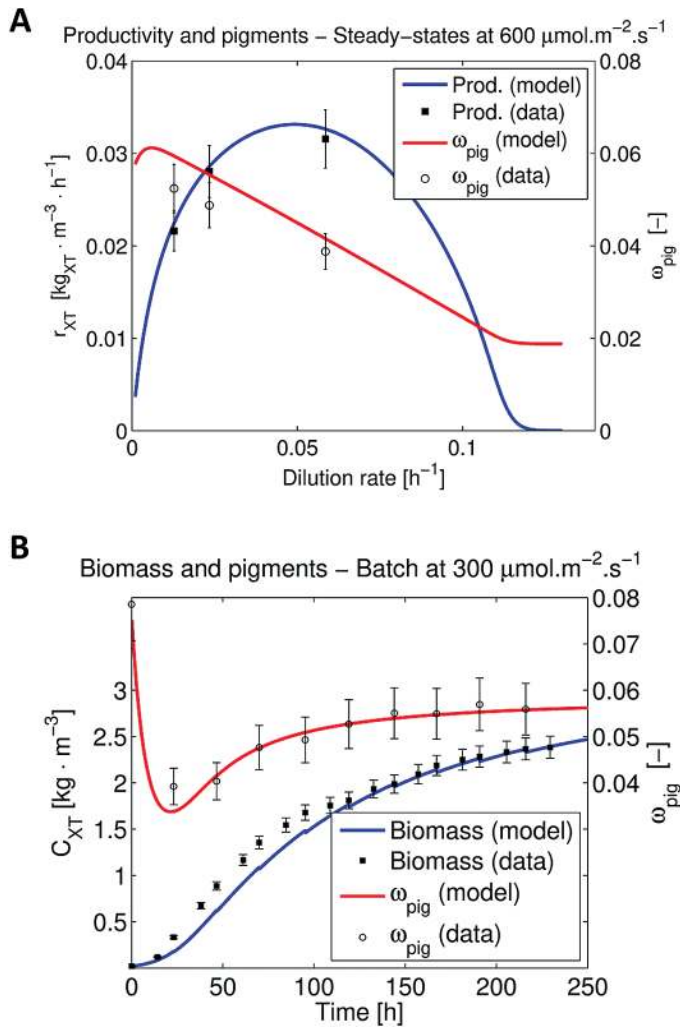 A
Productivity and pigments – Steady–states at 600 μmol.m⁻².s⁻¹
0.04
0.03
0.02
0.01
0
r_XT [kg_XT · m⁻³ · h⁻¹]
0.08
0.06
0.04
0.02
0
ω_pig [–]
Prod. (model)
Prod. (data)
ω_pig (model)
ω_pig (data)
0 0.05 0.1
Dilution rate [h⁻¹]
B
Biomass and pigments – Batch at 300 μmol.m⁻².s⁻¹
3
2.5
2
1.5
1
0.5
C_XT [kg · m⁻³]
0.08
0.07
0.06
0.05
0.04
ω_pig [–]
Biomass (model)
Biomass (data)
ω_pig (model)
ω_pig (data)
0 50 100 150 200 250
Time [h]